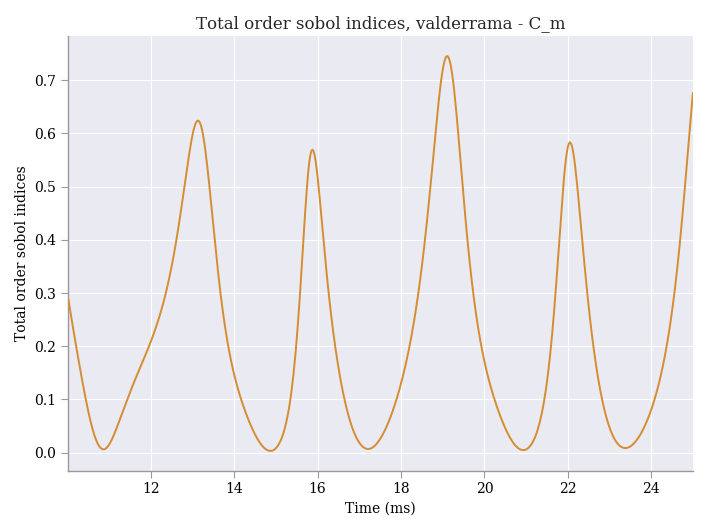 Total order sobol indices, valderrama - C_m
Total order sobol indices
0.7
0.6
0.5
0.4
0.3
0.2
0.1
0.0
12 14 16 18 20 22 24
Time (ms)